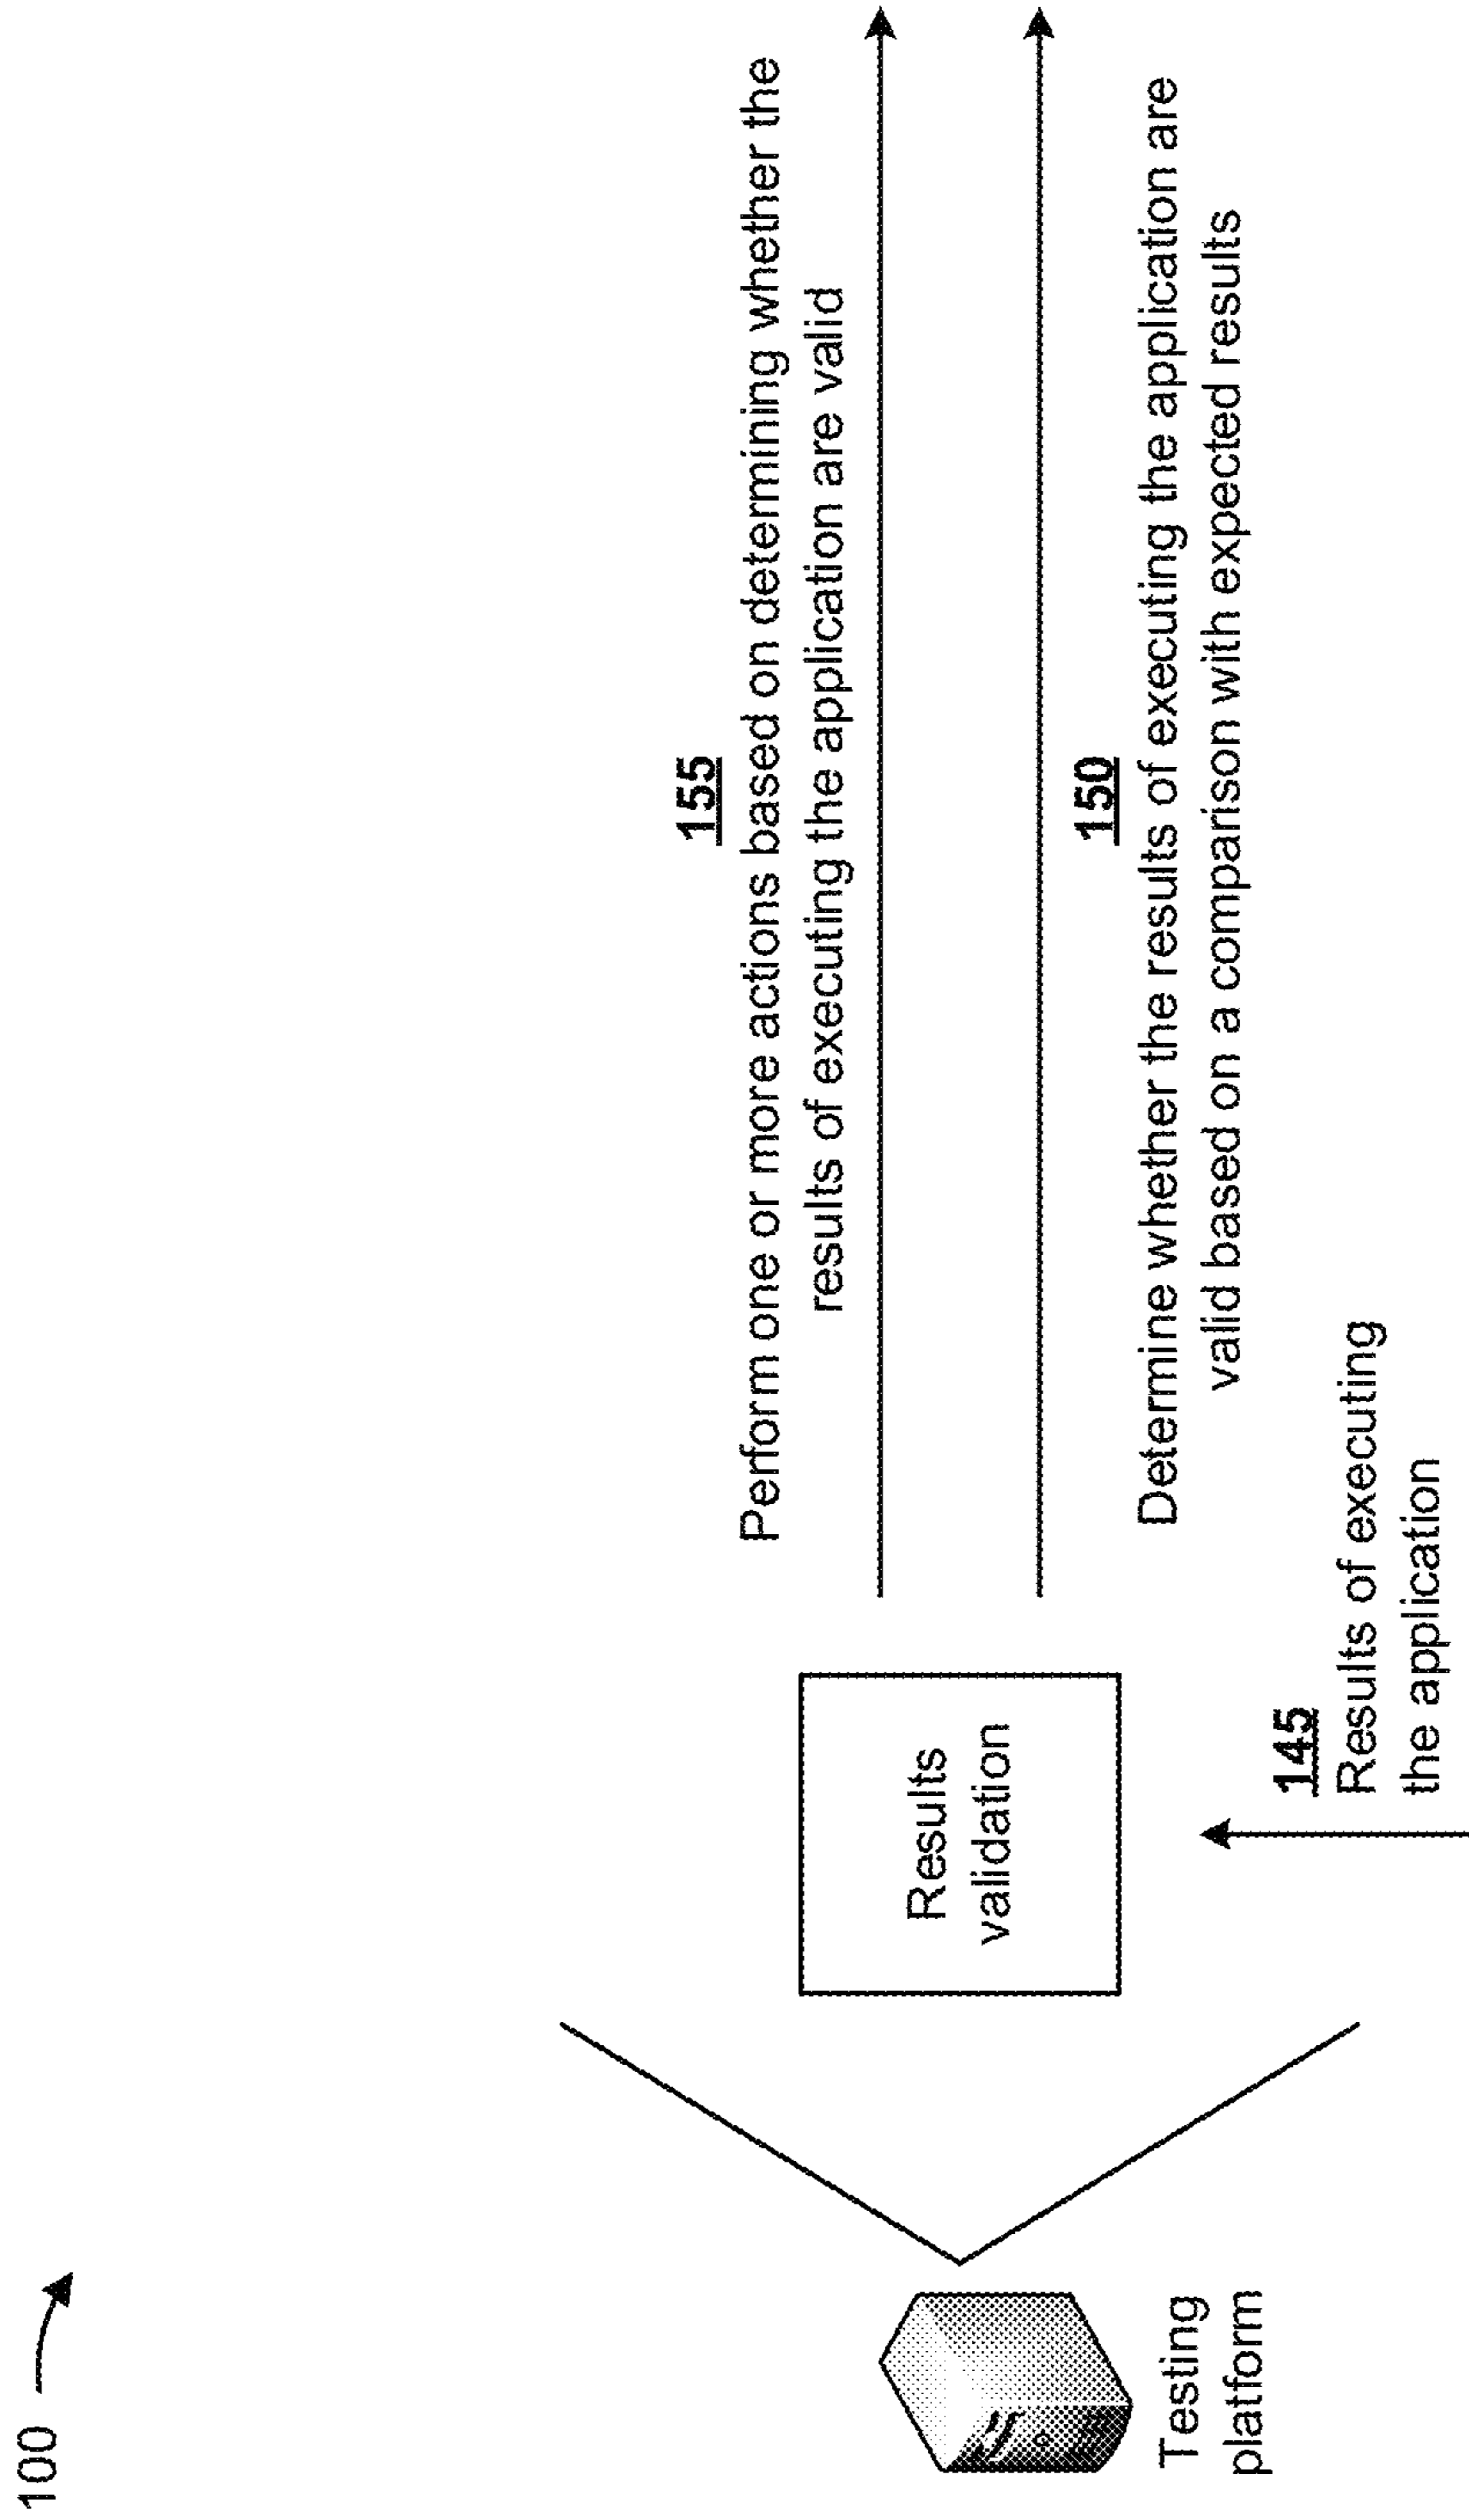 100
155
Perform one or more actions based on determining whether the
results of executing the application are valid
Results
validation
150
Determine whether the results of executing the application are
valid based on a comparison with expected results
Testing
platform
145
Results of executing
the application